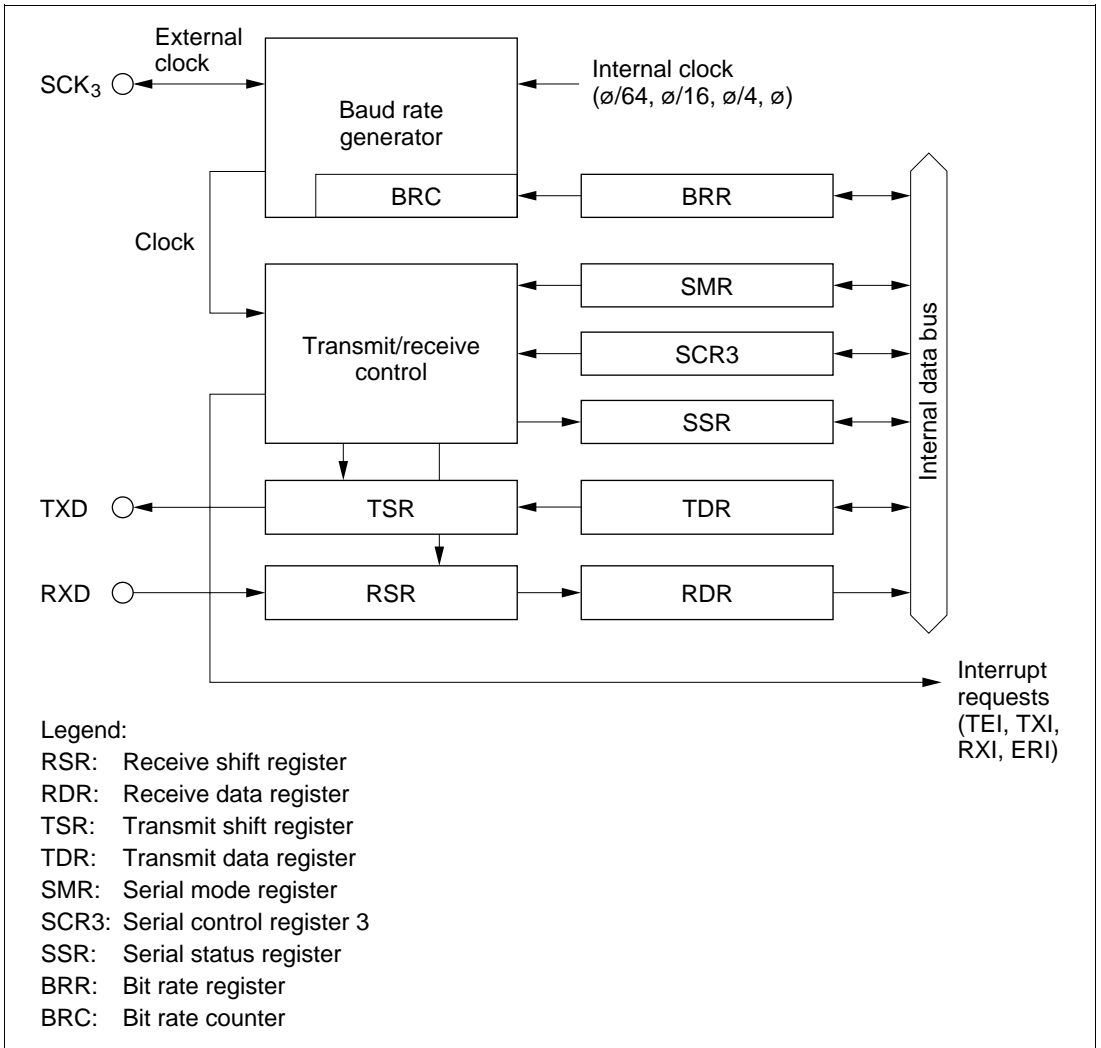 External
clock
SCK3
Internal clock
(ø/64, ø/16, ø/4, ø)
Baud rate
generator
BRC
BRR
Clock
SMR
Transmit/receive
control
SCR3
SSR
Internal data bus
TXD
TSR
TDR
RXD
RSR
RDR
Interrupt
requests
(TEI, TXI,
RXI, ERI)
Legend:
RSR: Receive shift register
RDR: Receive data register
TSR: Transmit shift register
TDR: Transmit data register
SMR: Serial mode register
SCR3: Serial control register 3
SSR: Serial status register
BRR: Bit rate register
BRC: Bit rate counter